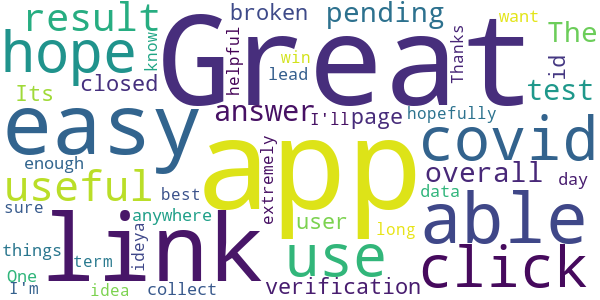 result
broken
pending
want
The
hope
know
Great
helpful
win
lead
Thanks
id
closed
Its
test
easy
answer
I'll
page
hopefully
covid
app
enough
extremely
overall
day
useful
best
data
sure
anywhere
user
long
able
link
use
click
things
term
ideya
One
I'm
idea
collect
verification